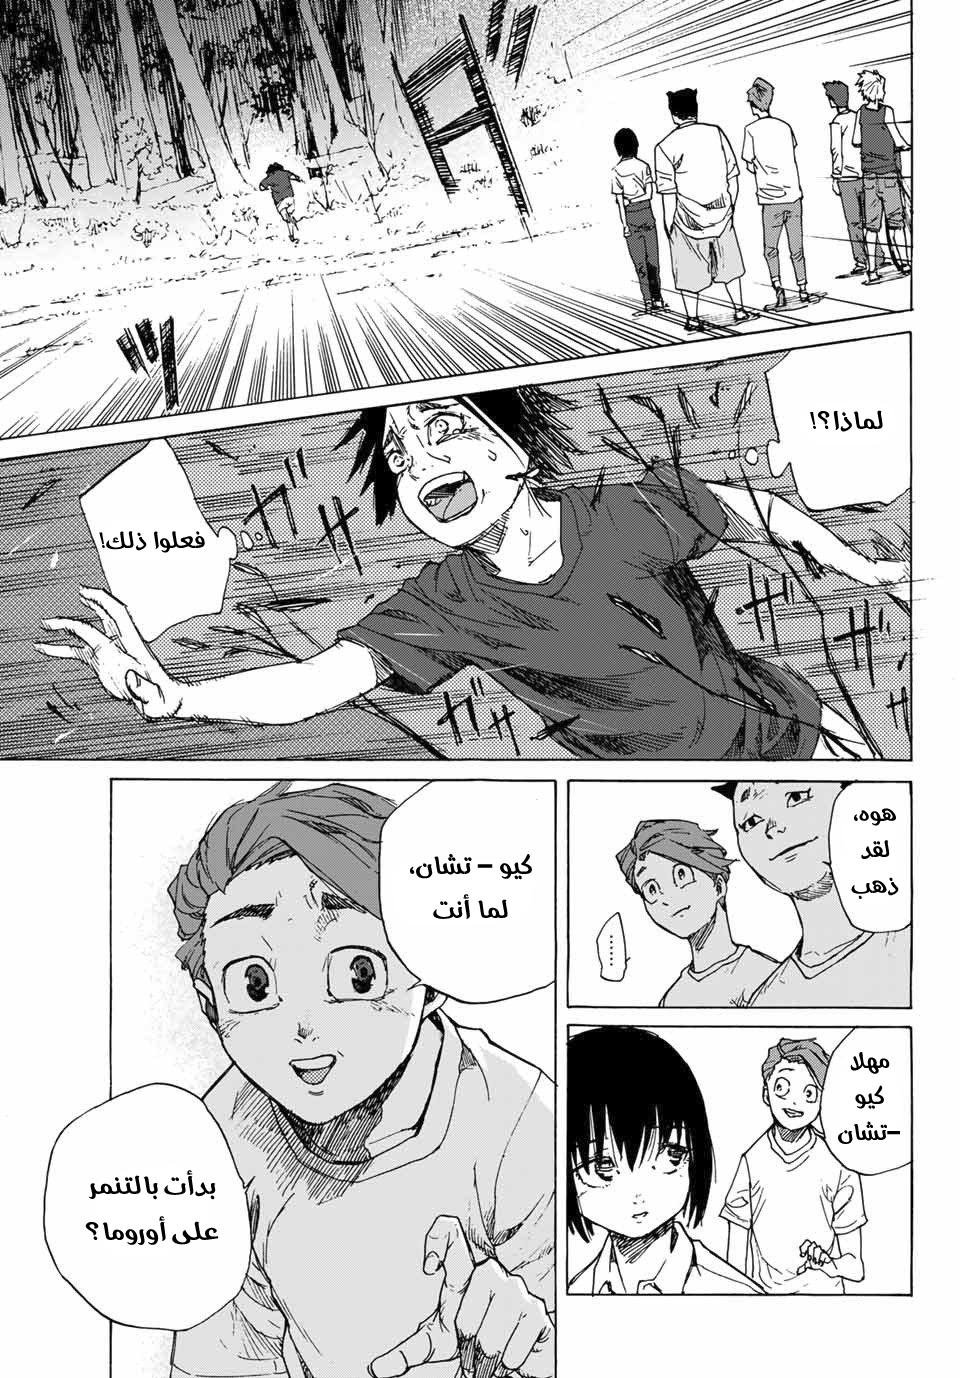 لماذا؟!
فعلوا ذلك!
هوه،
لقد
ذهب
......
مهلا
كيو
–تشان
كيو – تشان،
لما أنت
بدأت بالتنمر
على أوروما؟